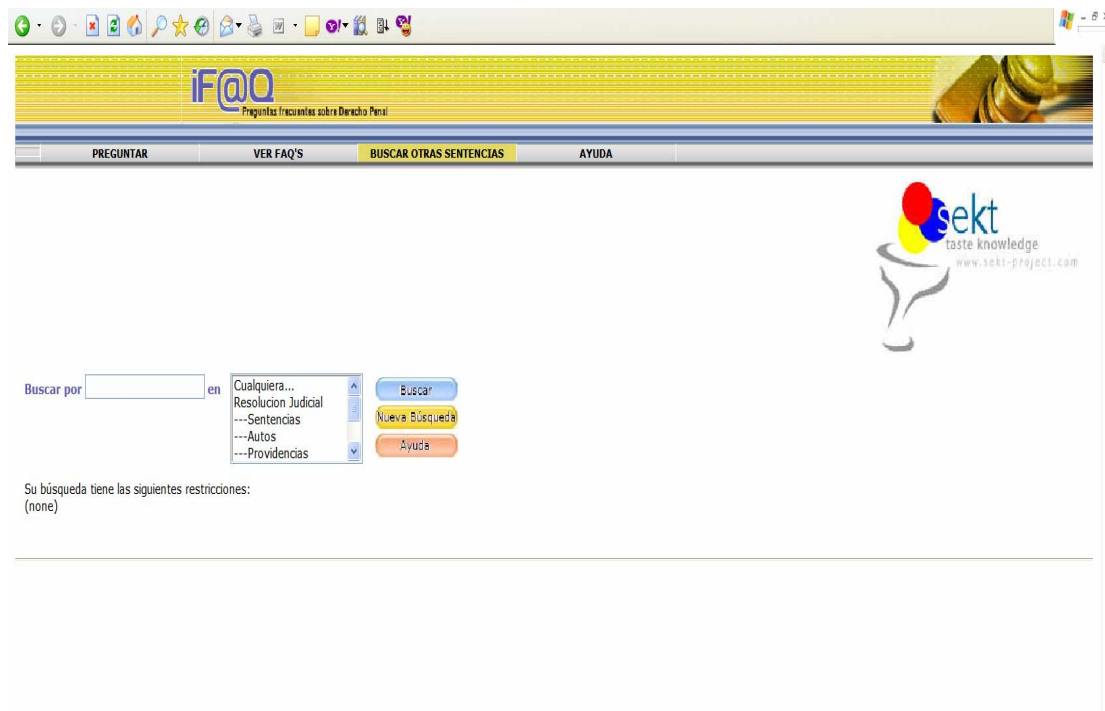 iF@Q
Preguntas frecuentes sobre Derecho Penal
PREGUNTAR VER FAQ'S BUSCAR OTRAS SENTENCIAS AYUDA
sekt
taste knowledge
www.sekt-project.com
Buscar por en
Cualquiera...
Resolucion Judicial
---Sentencias
---Autos
---Providencias
Buscar
Nueva Búsqueda
Ayuda
Su búsqueda tiene las siguientes restricciones:
(none)